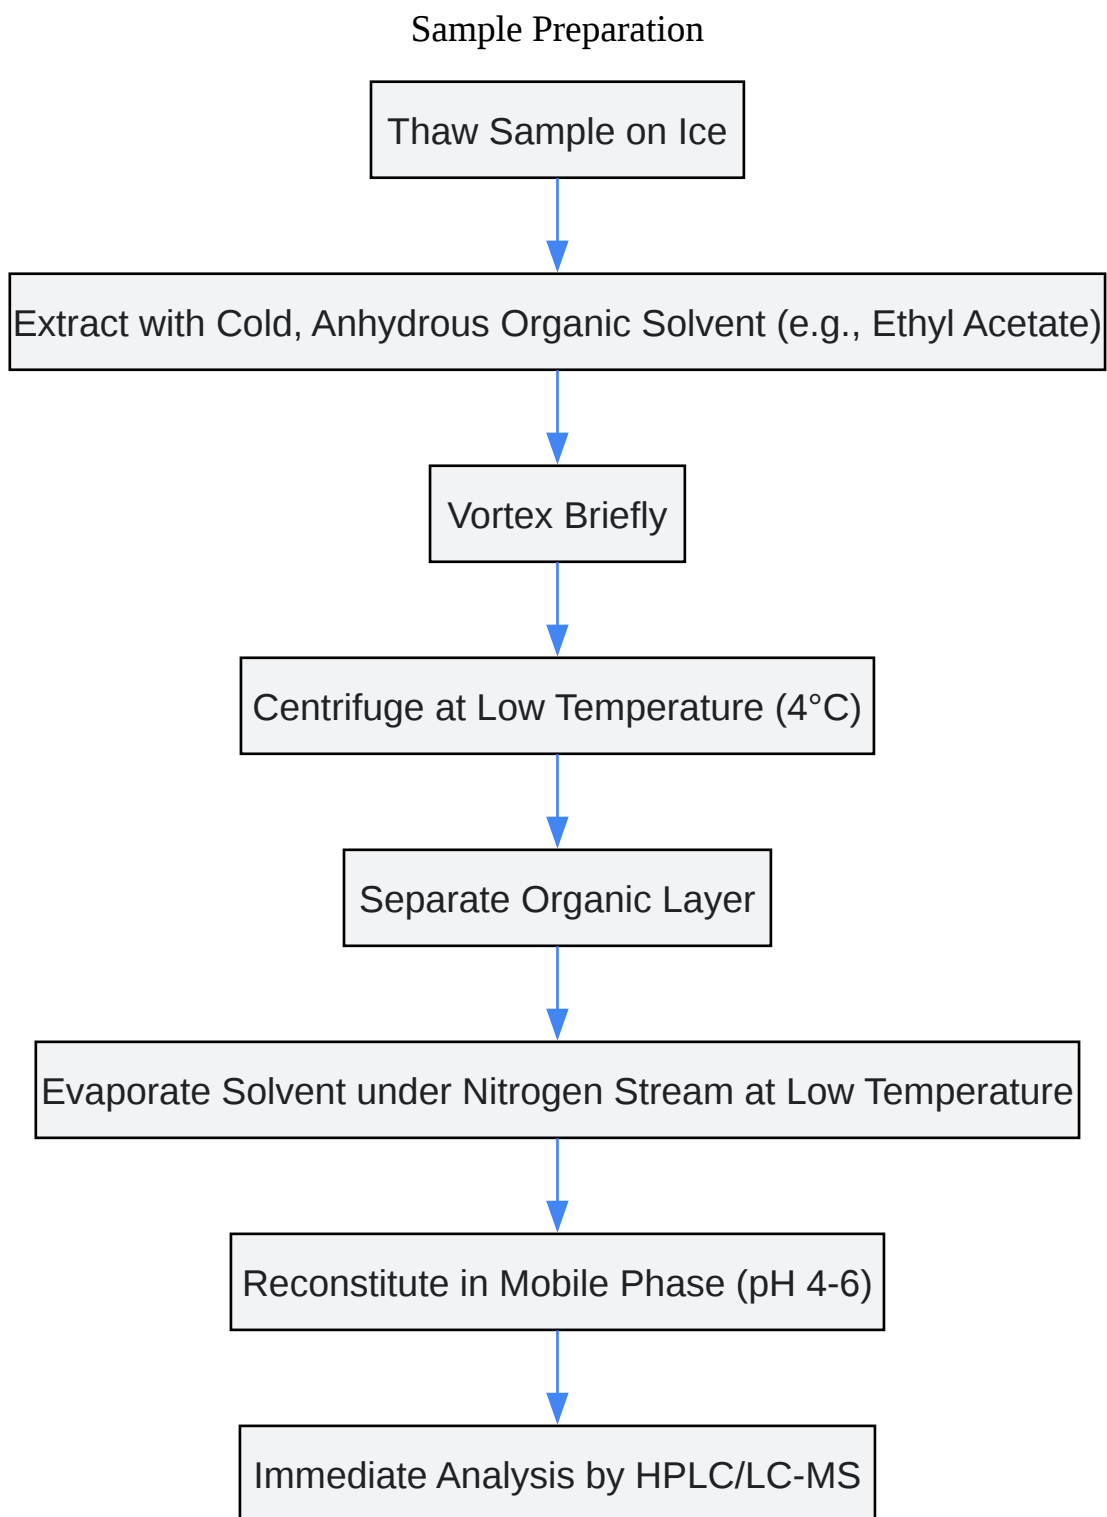 Sample Preparation
Thaw Sample on Ice
Extract with Cold, Anhydrous Organic Solvent (e.g., Ethyl Acetate)
Vortex Briefly
Centrifuge at Low Temperature (4°C)
Separate Organic Layer
Evaporate Solvent under Nitrogen Stream at Low Temperature
Reconstitute in Mobile Phase (pH 4-6)
Immediate Analysis by HPLC/LC-MS